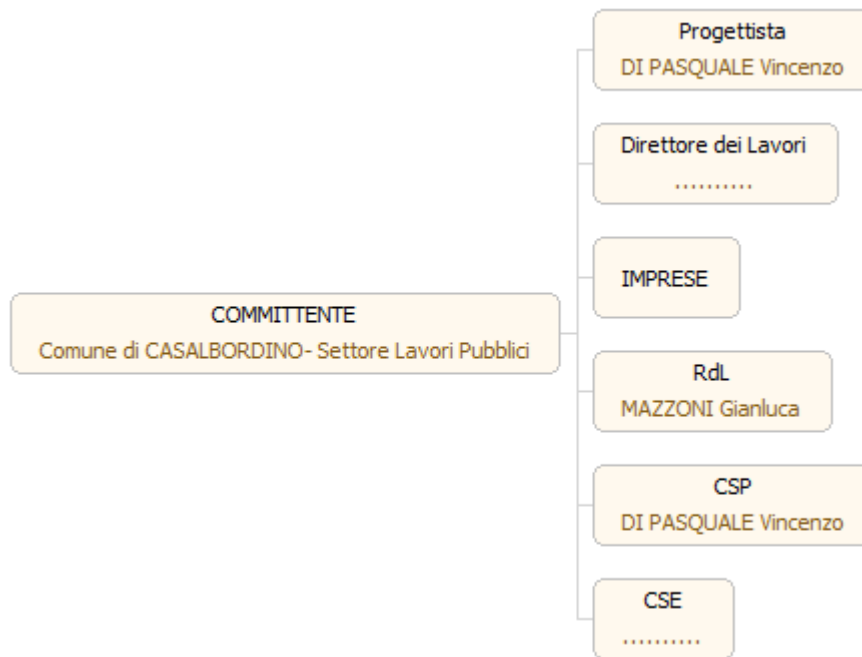 Progettista
DI PASQUALE Vincenzo
Direttore dei Lavori
..........
IMPRESE
COMMITTENTE
Comune di CASALBORDINO- Settore Lavori Pubblici
RdL
MAZZONI Gianluca
CSP
DI PASQUALE Vincenzo
CSE
..........